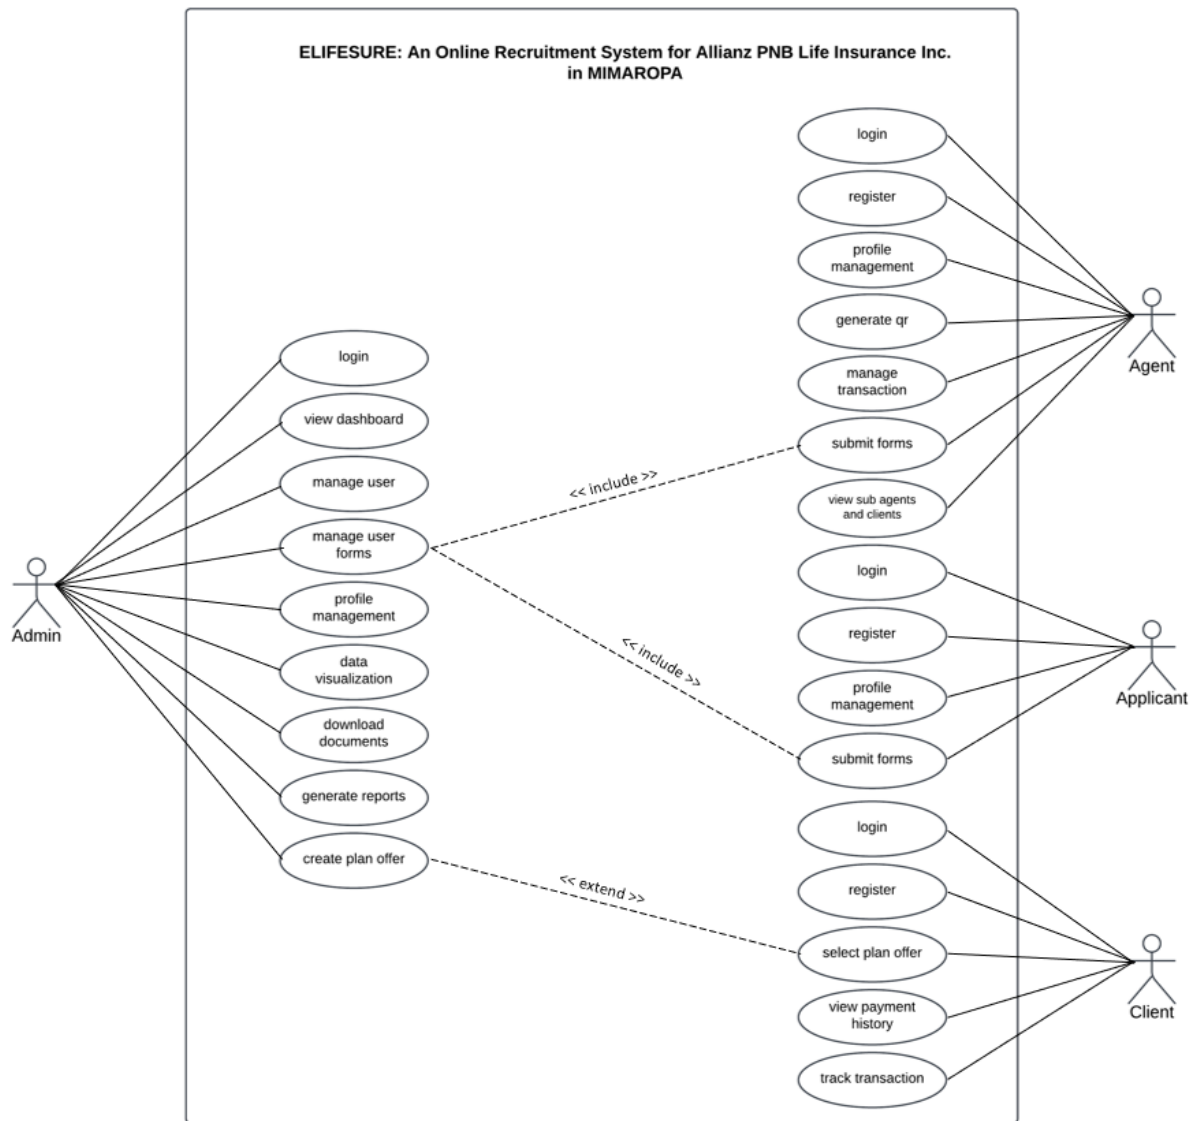 ELIFESURE: An Online Recruitment System for Allianz PNB Life Insurance Inc.
in MIMAROPA
login
view dashboard
manage user
manage user
forms
profile
management
data
visualization
download
documents
generate reports
create plan offer
Admin
<< include >>
<< include >>
<< extend >>
login
register
profile
management
generate qr
manage
transaction
submit forms
view sub agents
and clients
Agent
login
register
profile
management
submit forms
Applicant
login
register
select plan offer
view payment
history
track transaction
Client